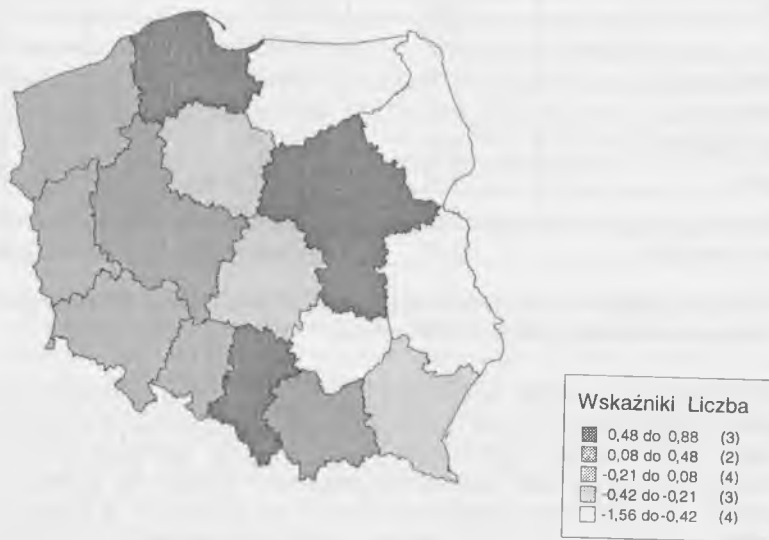 Wskaźniki Liczba
0,48 do 0,88 (3)
0,08 do 0,48 (2)
-0,21 do 0,08 (4)
-0,42 do -0,21 (3)
-1,56 do -0,42 (4)